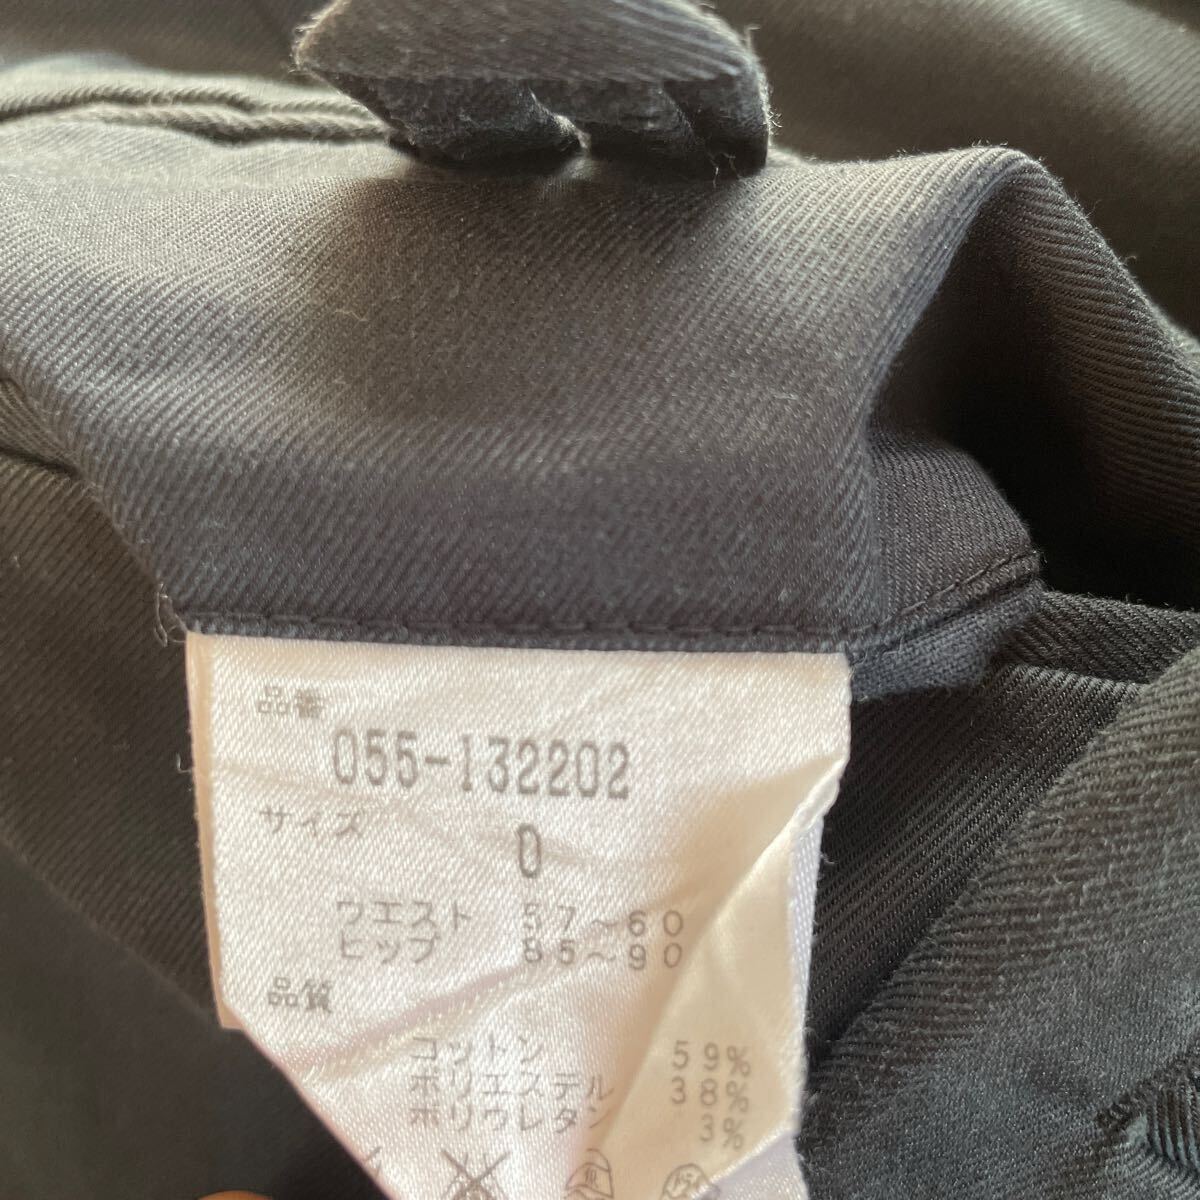 品番
055-132202
サイズ
0
ウエスト 57～60
ヒップ 85～90
品質
コットン 59%
ポリエステル 38%
ポリウレタン 3%